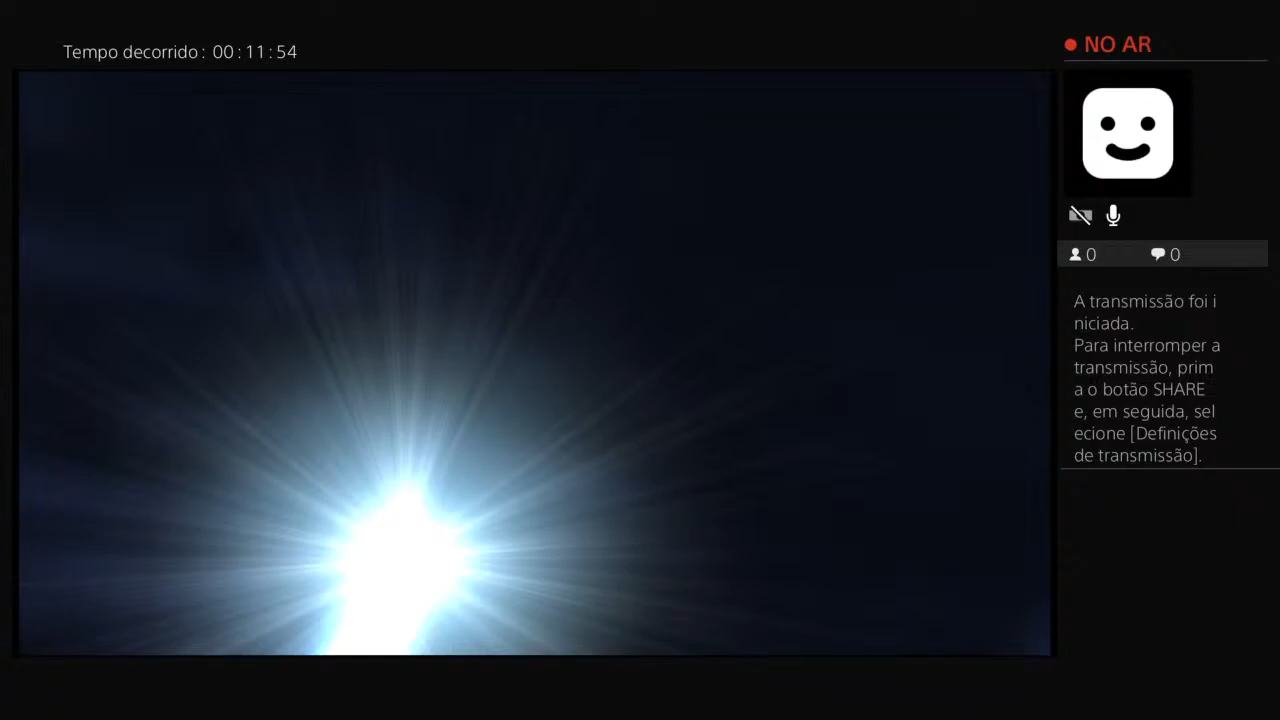 Tempo decorrido: 00:11:54
NO AR
0 0
A transmissão foi i
niciada.
Para interromper a
transmissão, prim
a o botão SHARE
e, em seguida, sel
ecione [Definições
de transmissão].